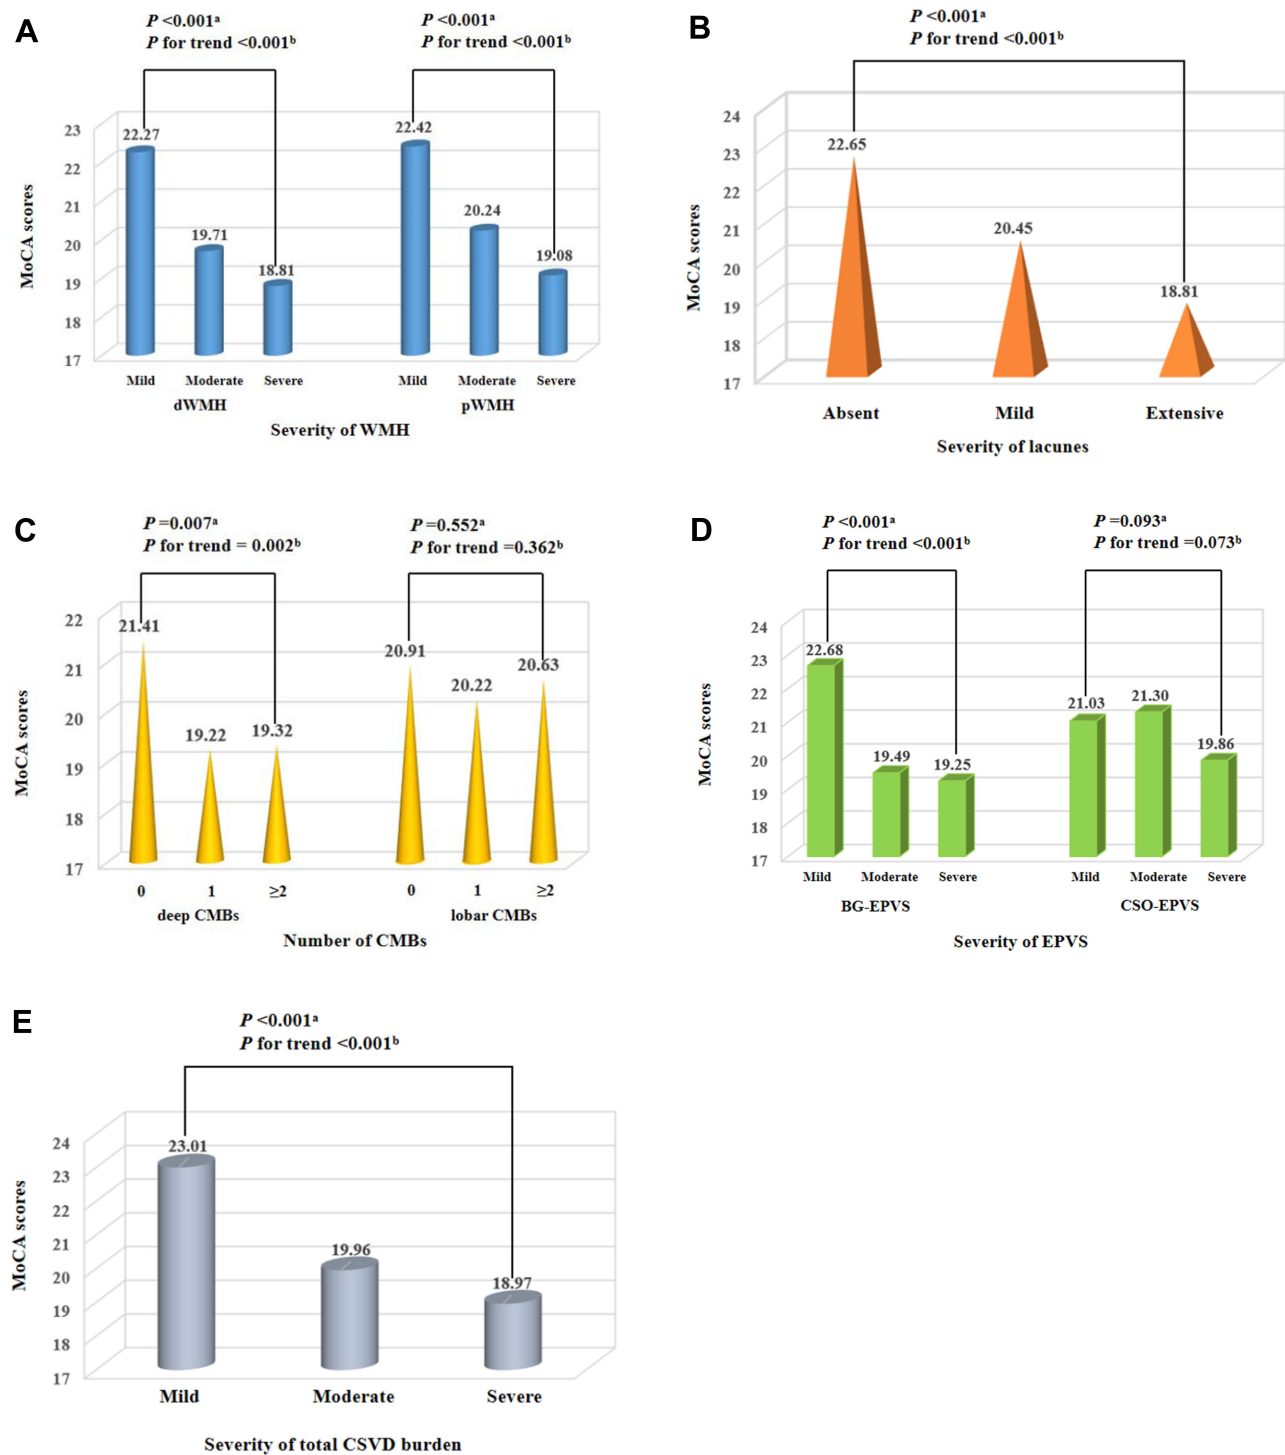 A
P <0.001ᵃ
P for trend <0.001ᵇ
P <0.001ᵃ
P for trend <0.001ᵇ
MoCA scores
23
22
21
20
19
18
17
22.27
19.71
18.81
22.42
20.24
19.08
Mild Moderate Severe Mild Moderate Severe
dWMH pWMH
Severity of WMH
B
P <0.001ᵃ
P for trend <0.001ᵇ
MoCA scores
24
23
22
21
20
19
18
17
22.65
20.45
18.81
Absent Mild Extensive
Severity of lacunes
C
P =0.007ᵃ
P for trend = 0.002ᵇ
P =0.552ᵃ
P for trend =0.362ᵇ
MoCA scores
22
21
20
19
18
17
21.41
19.22
19.32
20.91
20.22
20.63
0 1 ≥2 0 1 ≥2
deep CMBs lobar CMBs
Number of CMBs
D
P <0.001ᵃ
P for trend <0.001ᵇ
P =0.093ᵃ
P for trend =0.073ᵇ
MoCA scores
24
23
22
21
20
19
18
17
22.68
19.49
19.25
21.03
21.30
19.86
Mild Moderate Severe Mild Moderate Severe
BG-EPVS CSO-EPVS
Severity of EPVS
E
P <0.001ᵃ
P for trend <0.001ᵇ
MoCA scores
24
23
22
21
20
19
18
17
23.01
19.96
18.97
Mild Moderate Severe
Severity of total CSVD burden